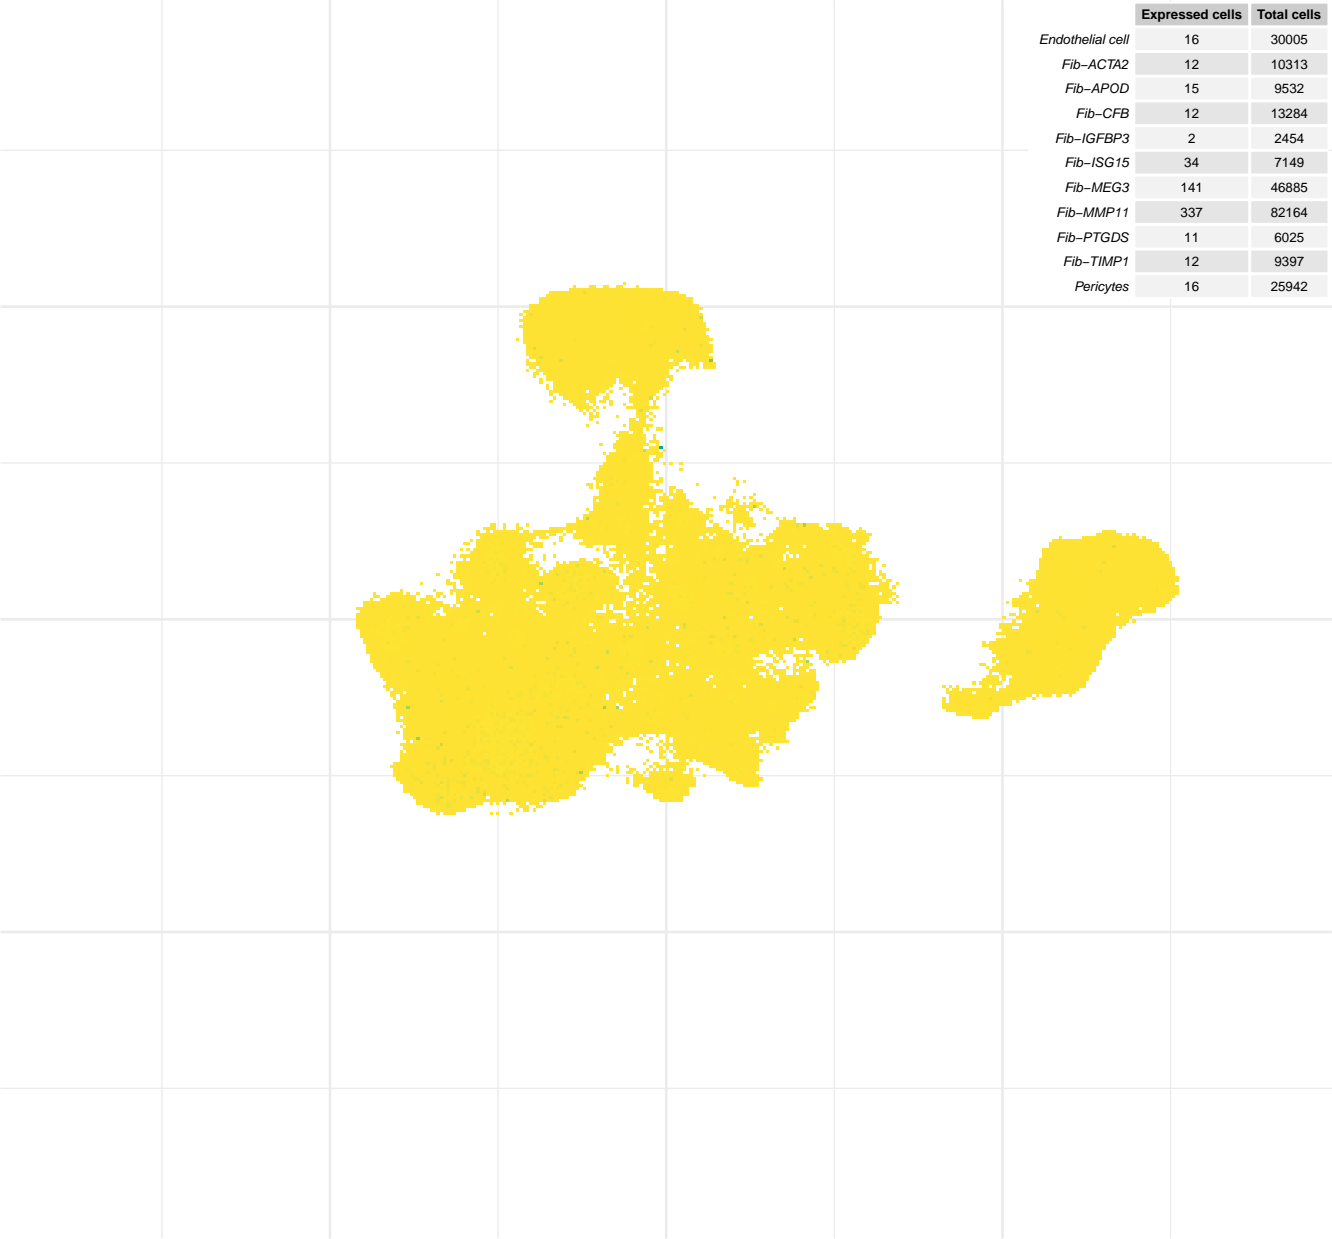 Expressed cells Total cells
Endothelial cell 16 30005
Fib−ACTA2 12 10313
Fib−APOD 15 9532
Fib−CFB 12 13284
Fib−IGFBP3 2 2454
Fib−ISG15 34 7149
Fib−MEG3 141 46885
Fib−MMP11 337 82164
Fib−PTGDS 11 6025
Fib−TIMP1 12 9397
Pericytes 16 25942